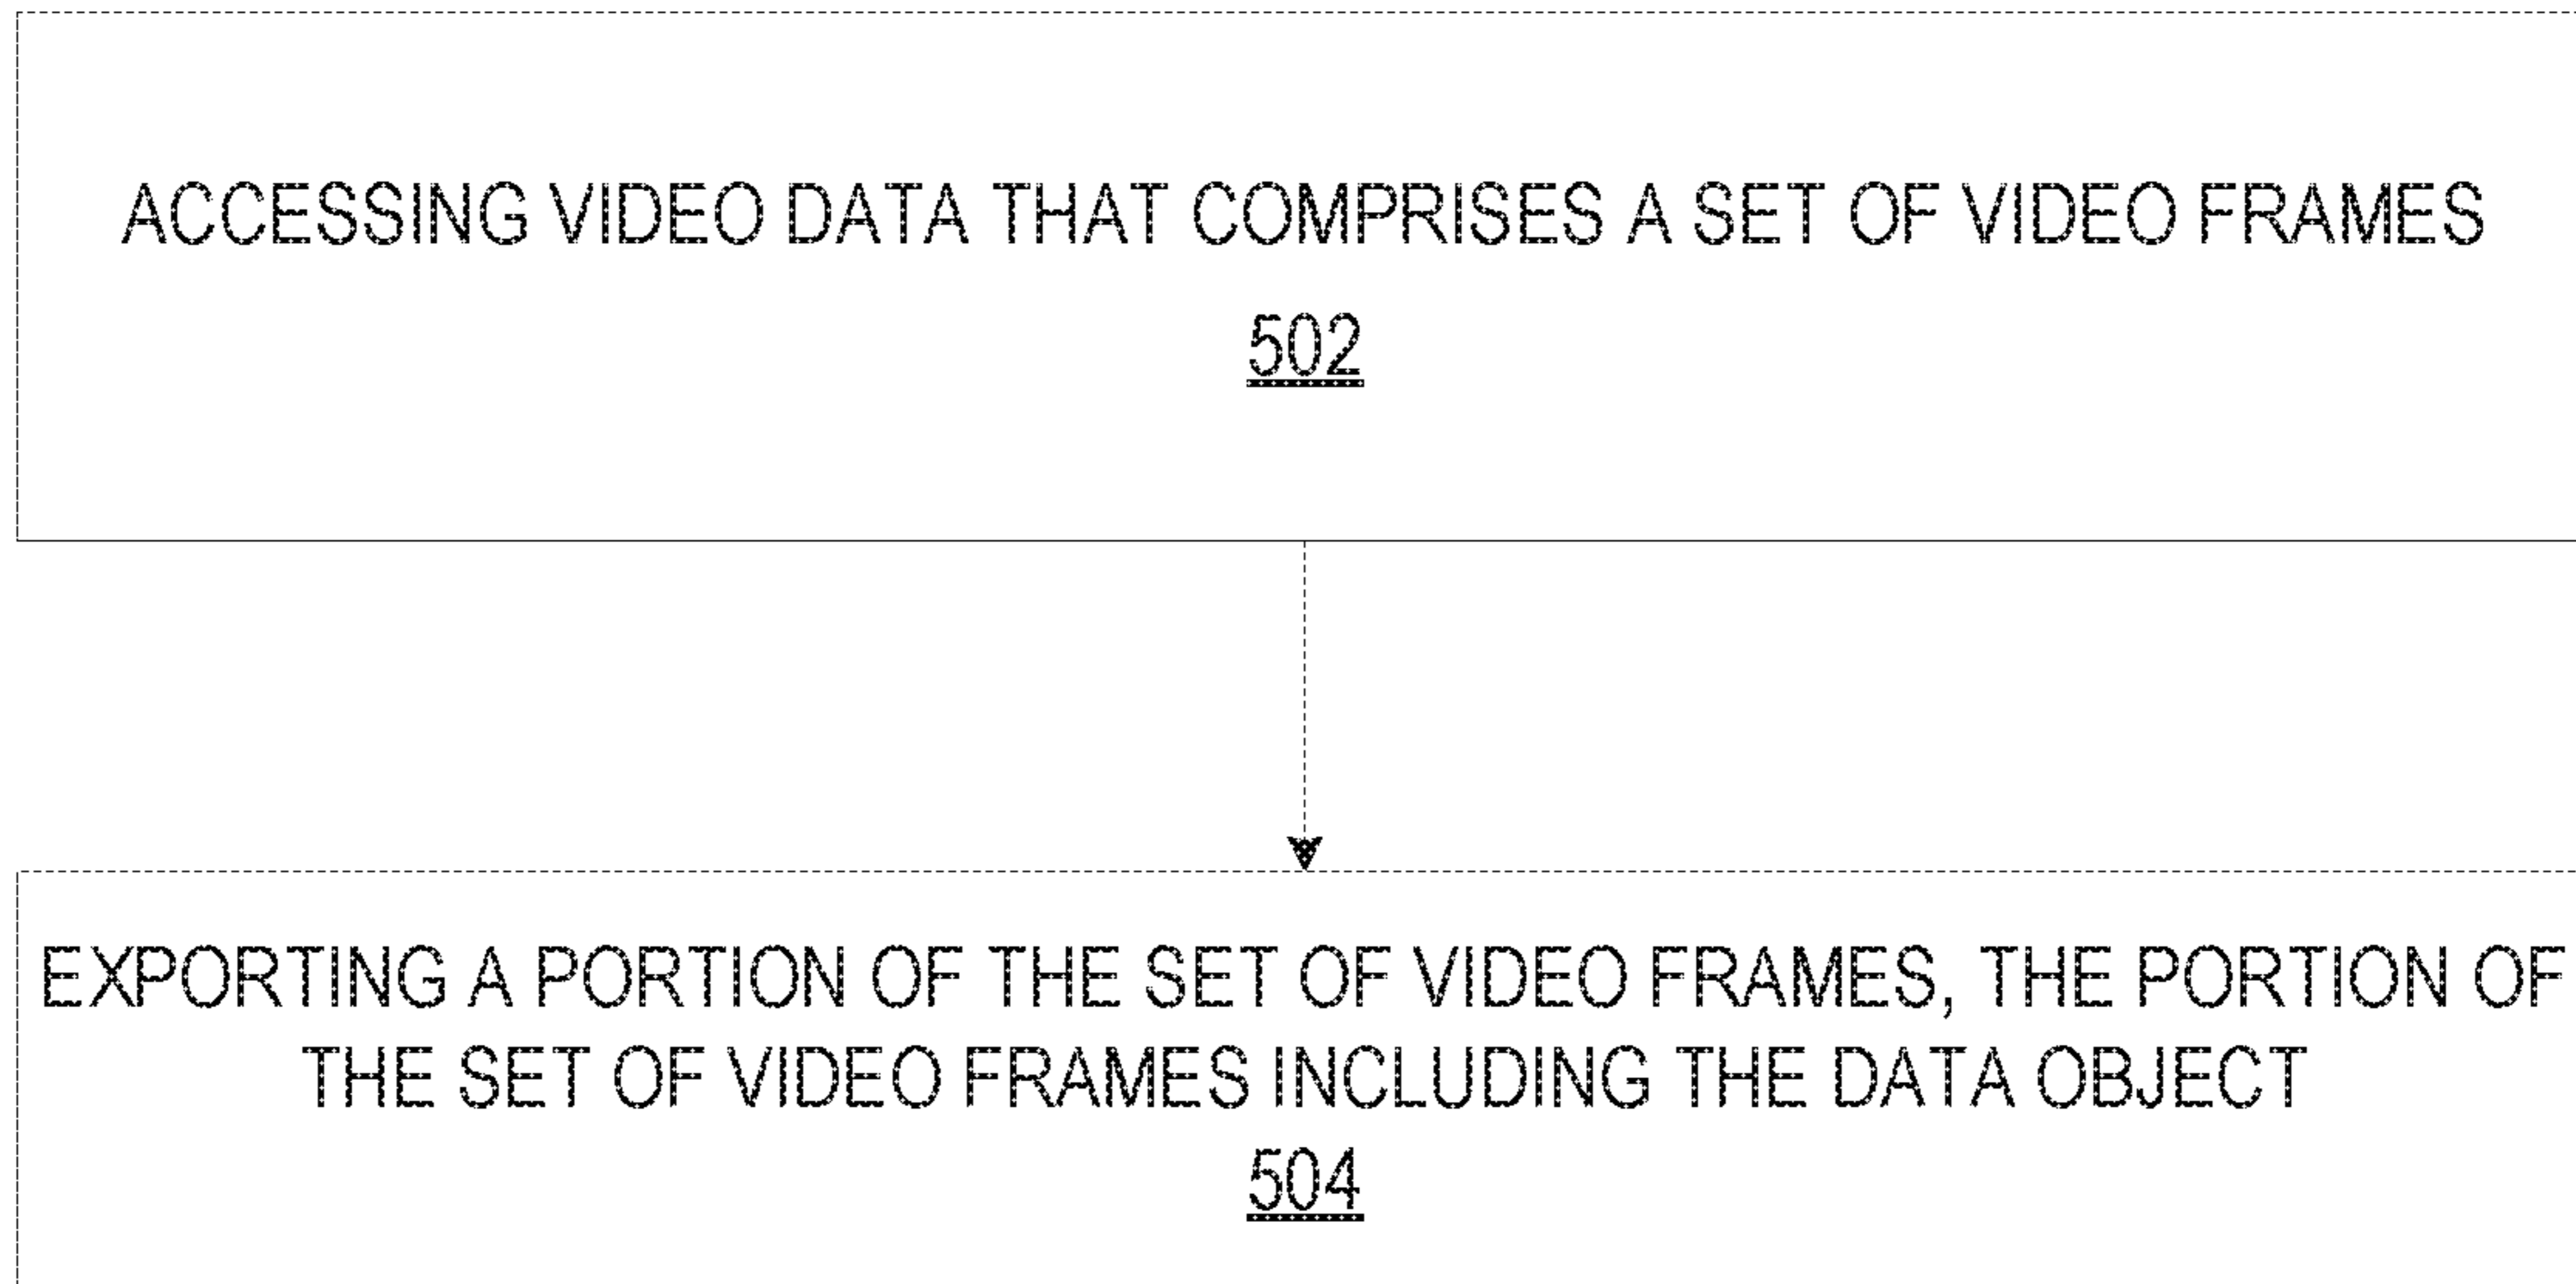 ACCESSING VIDEO DATA THAT COMPRISES A SET OF VIDEO FRAMES
502
EXPORTING A PORTION OF THE SET OF VIDEO FRAMES, THE PORTION OF
THE SET OF VIDEO FRAMES INCLUDING THE DATA OBJECT
504